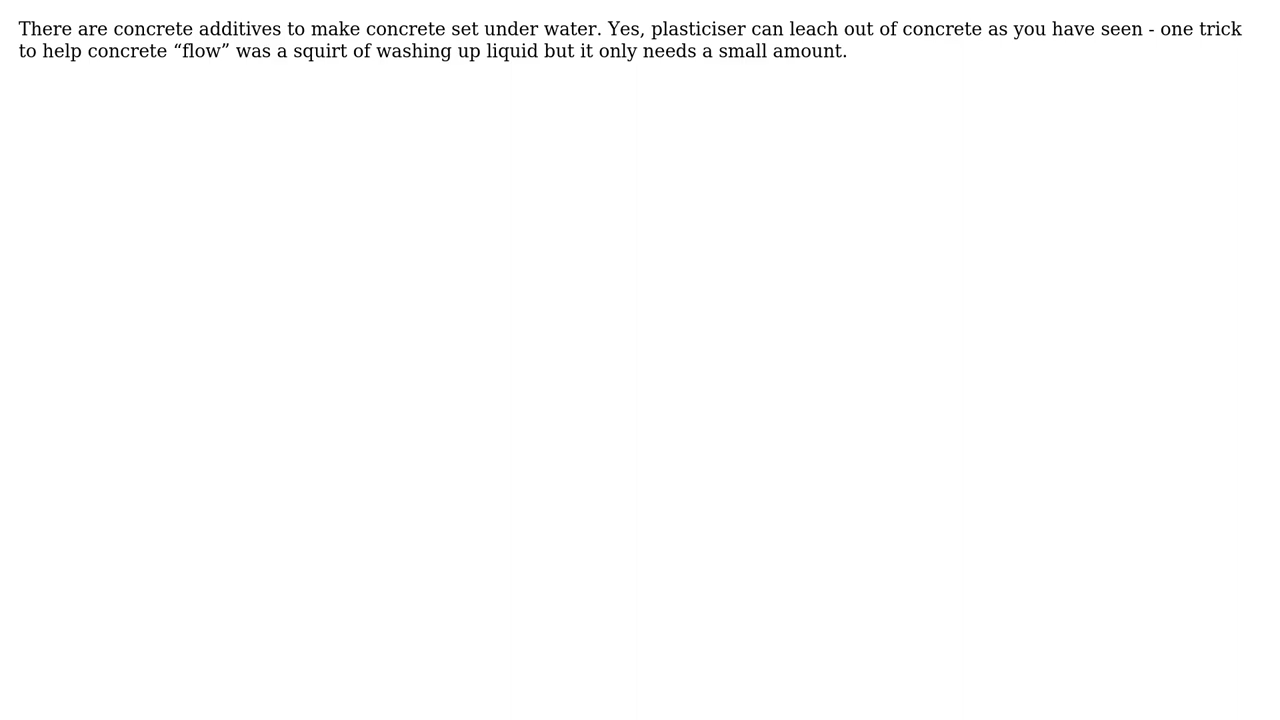 There are concrete additives to make concrete set under water. Yes, plasticiser can leach out of concrete as you have seen - one trick
to help concrete “flow” was a squirt of washing up liquid but it only needs a small amount.